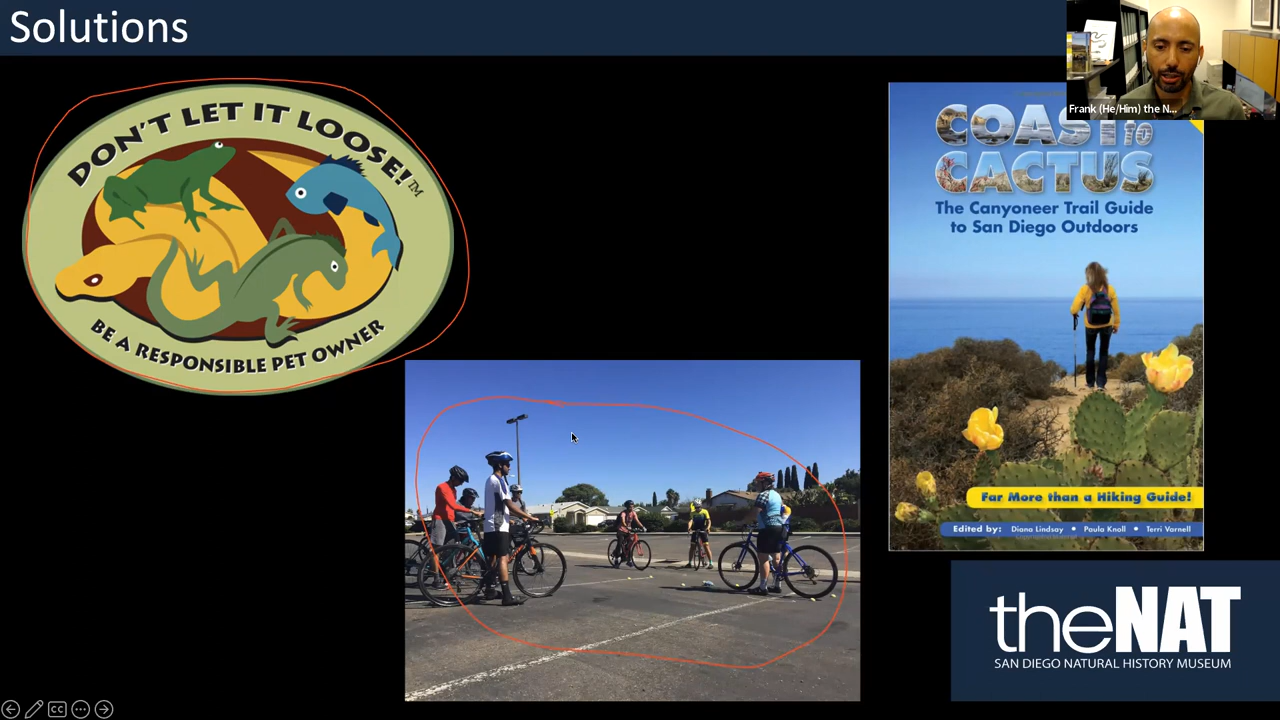 Solutions
DON'T LET IT LOOSE!™
BE A RESPONSIBLE PET OWNER
COAST TO
CACTUS
The Canyoneer Trail Guide
to San Diego Outdoors
Far More than a Hiking Guide!
Edited by: Diana Lindsay • Paula Knoll • Terri Varnell
Frank (He/Him) the N...
theNAT
SAN DIEGO NATURAL HISTORY MUSEUM
CC